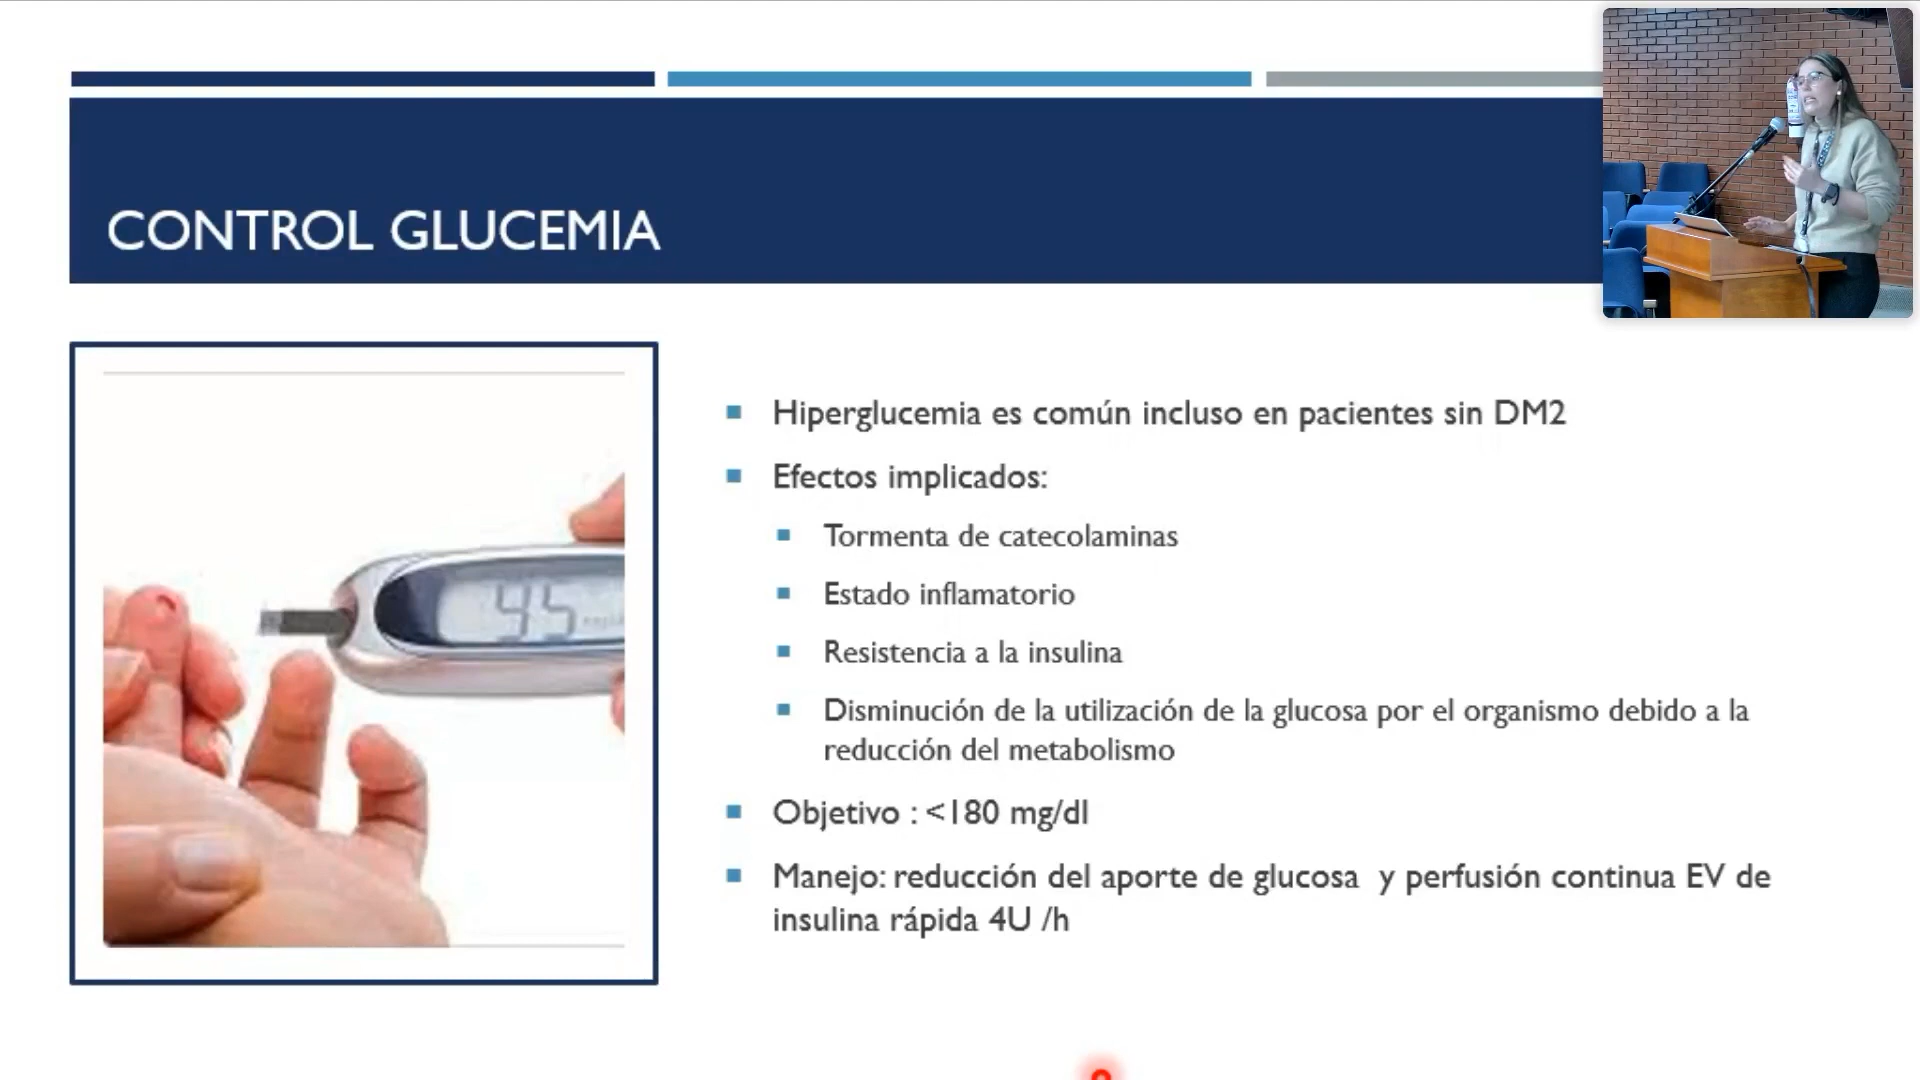 CONTROL GLUCEMIA
Hiperglucemia es común incluso en pacientes sin DM2
Efectos implicados:
Tormenta de catecolaminas
Estado inflamatorio
Resistencia a la insulina
Disminución de la utilización de la glucosa por el organismo debido a la
reducción del metabolismo
Objetivo : <180 mg/dl
Manejo: reducción del aporte de glucosa y perfusión continua EV de
insulina rápida 4U /h
95